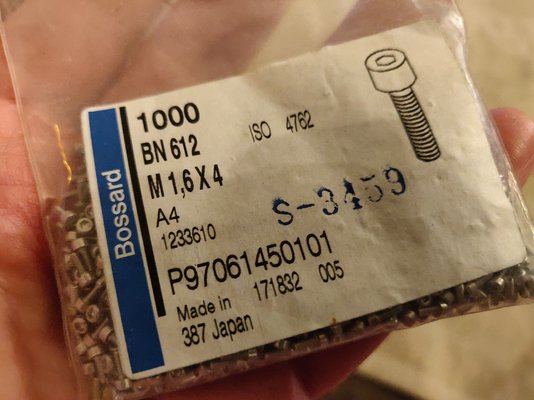 Bossard
1000
BN 612
ISO 4762
M 1,6 X 4
A4
S-3459
1233610
P97061450101
Made in 171832 005
387 Japan